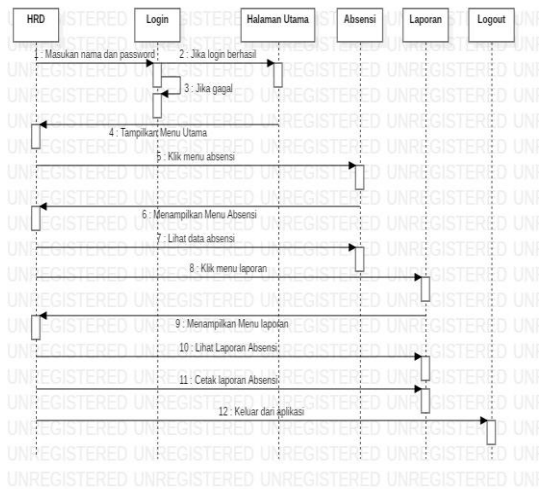 HRD
Login
Halaman Utama
Absensi
Laporan
Logout
1 : Masukan nama dan password
2 : Jika login berhasil
3 : Jika gagal
4 : Tampilkan Menu Utama
5 : Klik menu absensi
6 : Menampilkan Menu Absensi
7 : Lihat data absensi
8 : Klik menu laporan
9 : Menampilkan Menu laporan
10 : Lihat Laporan Absensi
11 : Cetak laporan Absensi
12 : Keluar dari aplikasi
UNREGISTERED